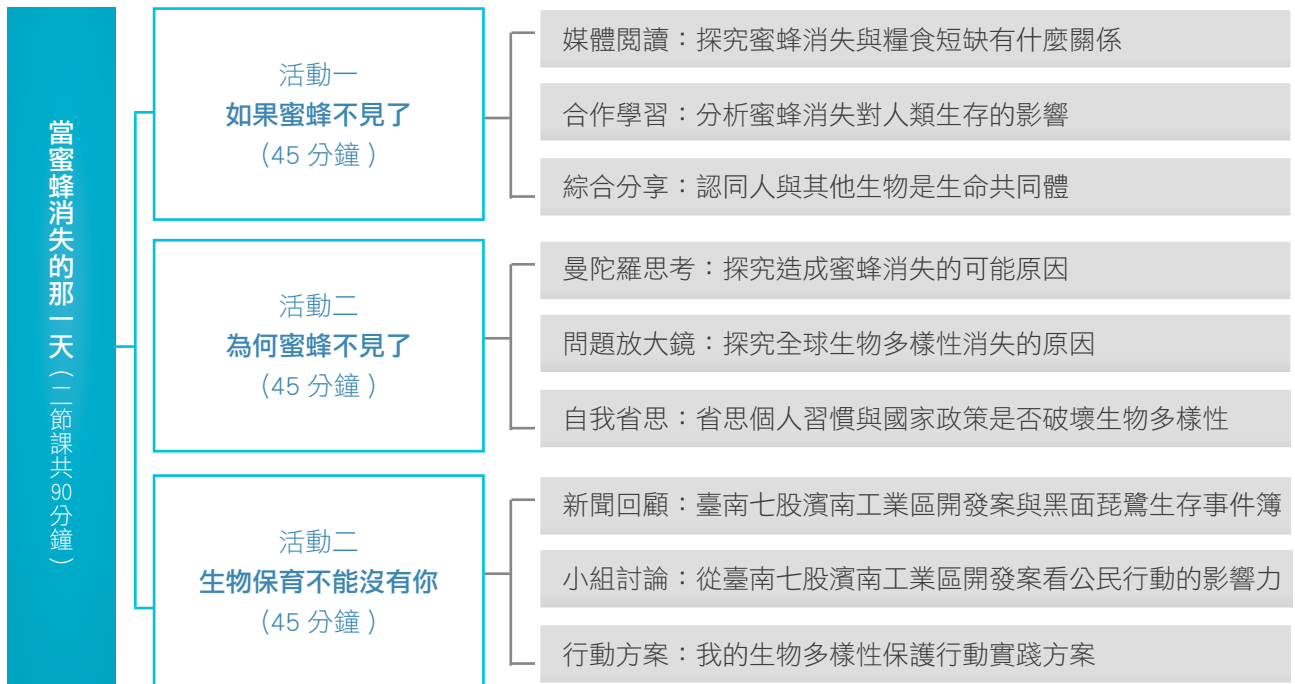 當蜜蜂消失的那一天（二節課共90分鐘）
活動一
如果蜜蜂不見了
（45 分鐘）
媒體閱讀：探究蜜蜂消失與糧食短缺有什麼關係
合作學習：分析蜜蜂消失對人類生存的影響
綜合分享：認同人與其他生物是生命共同體
活動二
為何蜜蜂不見了
（45 分鐘）
曼陀羅思考：探究造成蜜蜂消失的可能原因
問題放大鏡：探究全球生物多樣性消失的原因
自我省思：省思個人習慣與國家政策是否破壞生物多樣性
活動二
生物保育不能沒有你
（45 分鐘）
新聞回顧：臺南七股濱南工業區開發案與黑面琵鷺生存事件簿
小組討論：從臺南七股濱南工業區開發案看公民行動的影響力
行動方案：我的生物多樣性保護行動實踐方案